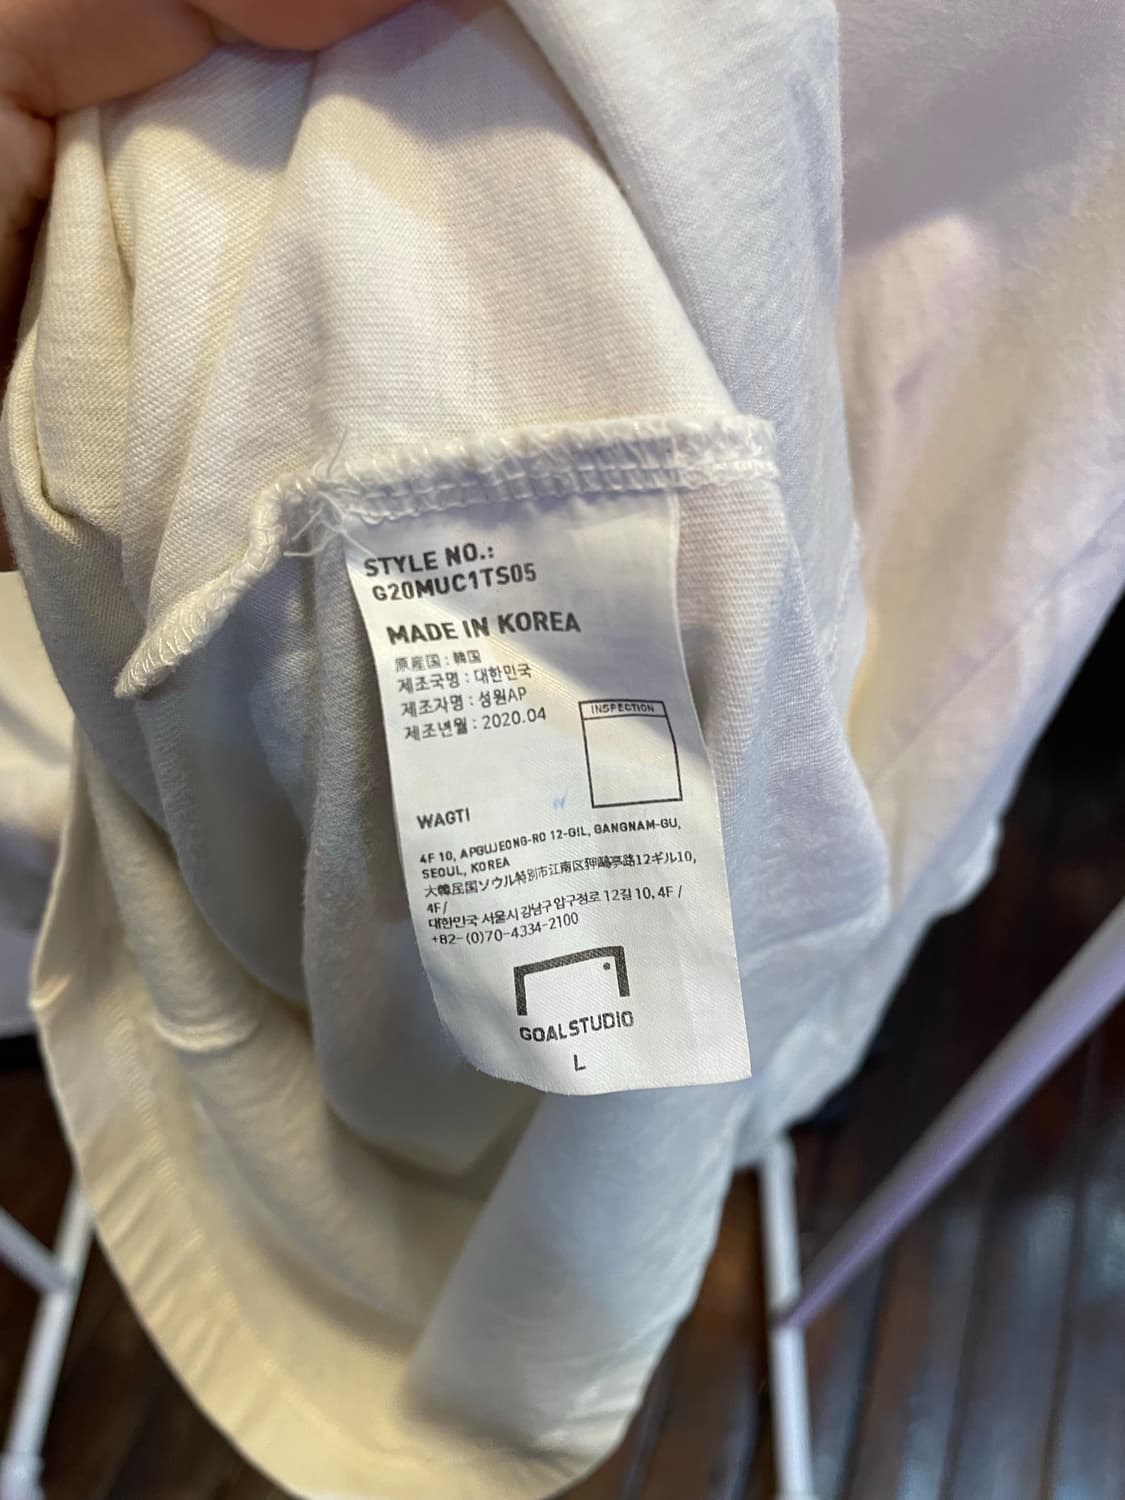 STYLE NO.:
G20MUC1TS05
MADE IN KOREA
原産国 : 韓国
제조국명 : 대한민국
제조자명 : 성원AP
제조년월 : 2020.04
INSPECTION
WAGTI
4F 10, APGUJEONG-RO 12-GIL, GANGNAM-GU,
SEOUL, KOREA
大韓民国ソウル特別市江南区狎鷗亭路12ギル10,
4F /
대한민국 서울시 강남구 압구정로 12길 10, 4F /
+82-(0)70-4334-2100
GOALSTUDIO
L